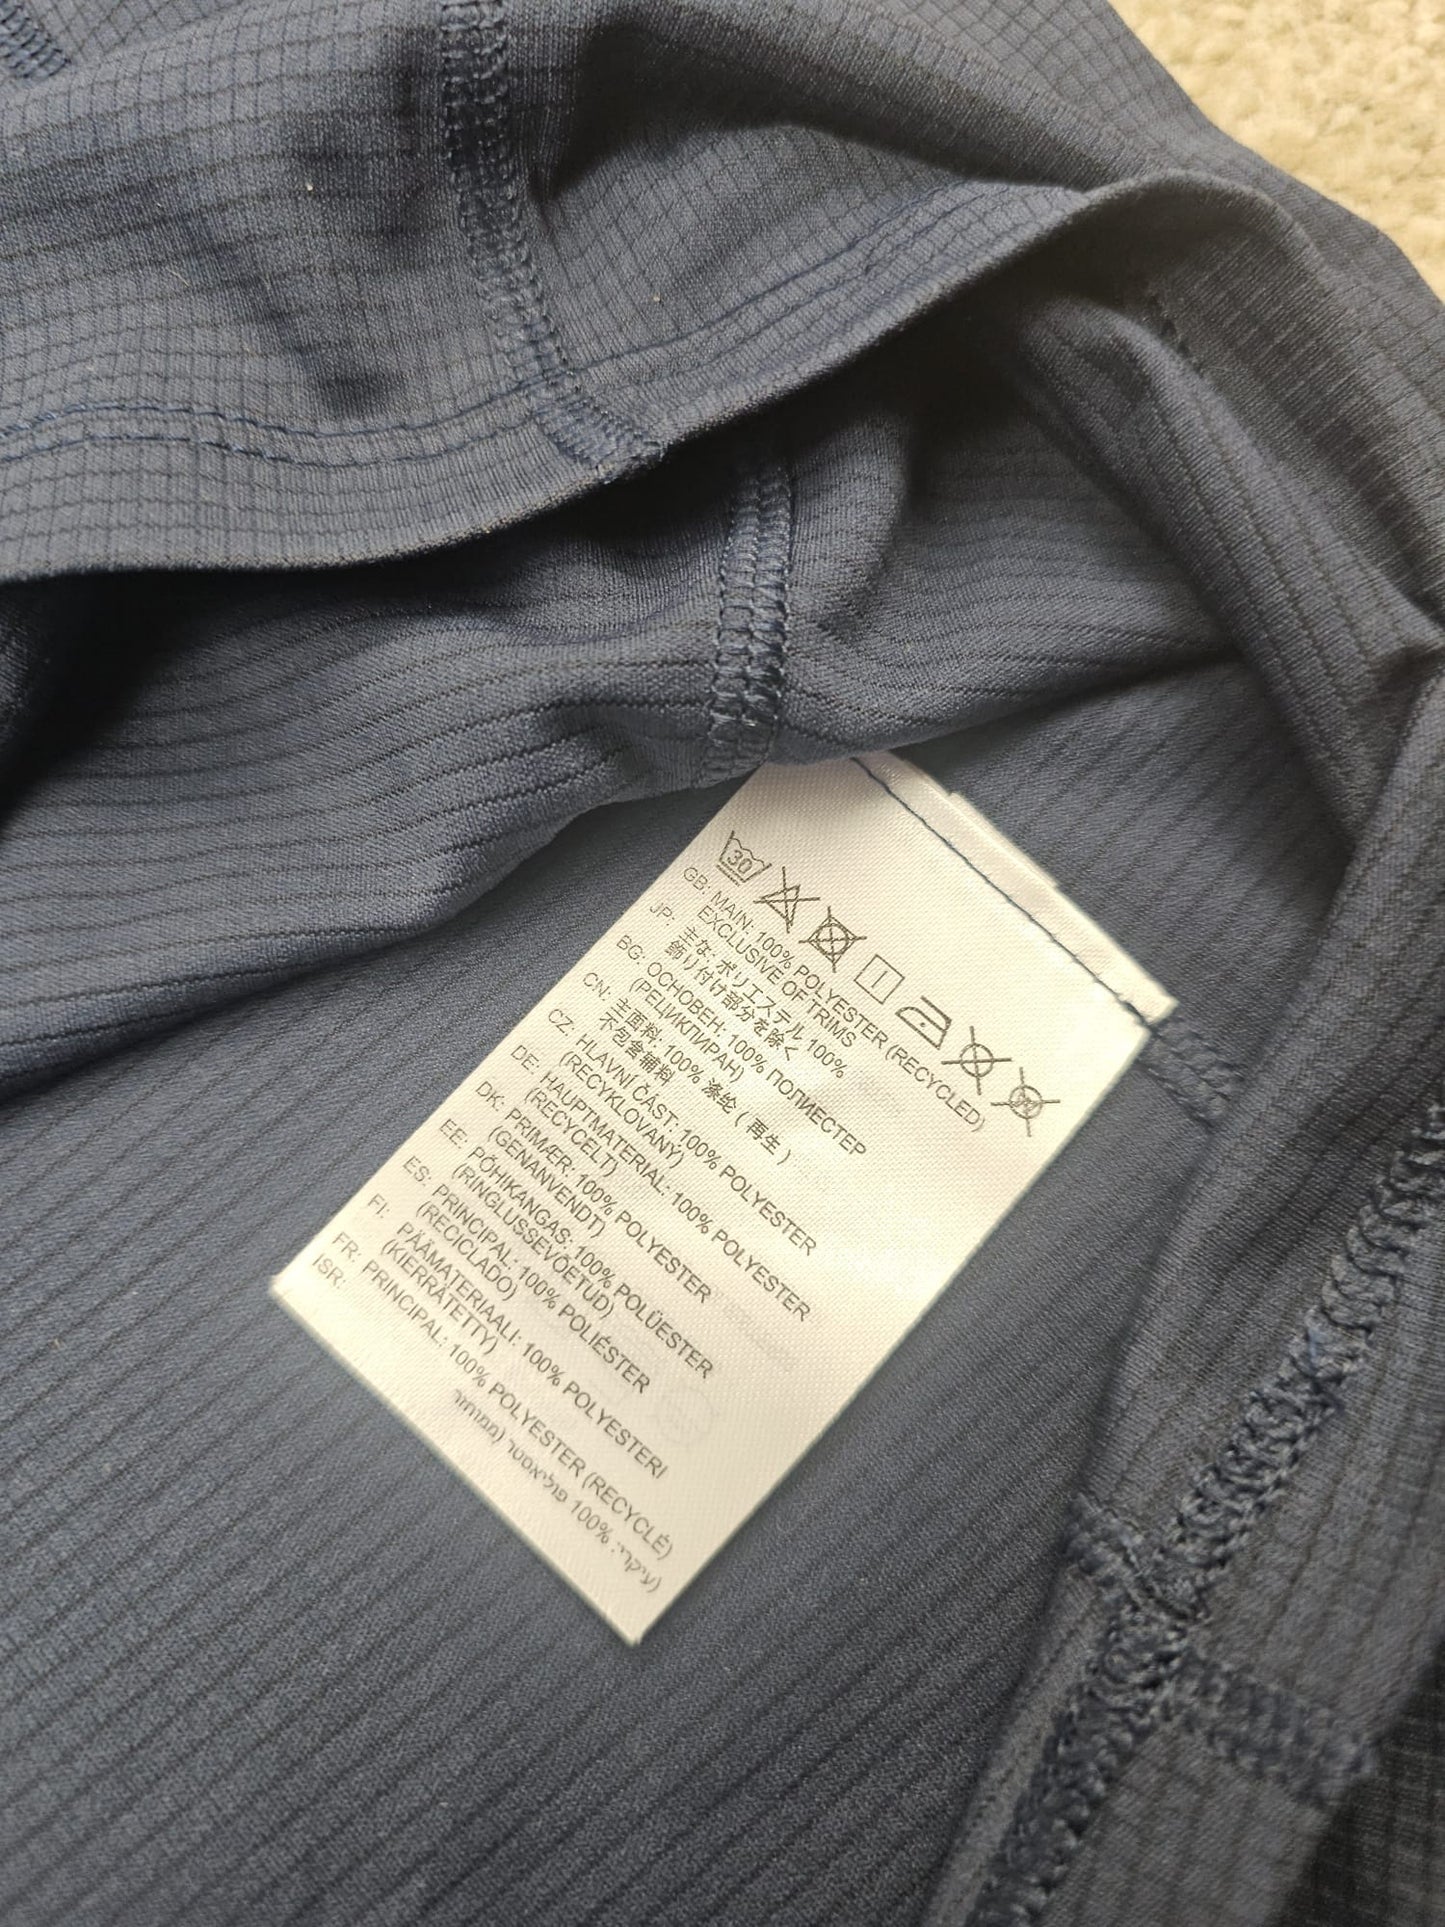 30
GB: MAIN: 100% POLYESTER (RECYCLED)
EXCLUSIVE OF TRIMS
JP: 主な: ポリエステル 100%
飾り付け部分を除く
BG: ОСНОВЕН: 100% ПОЛИЕСТЕР
(РЕЦИКЛИРАН)
CN: 主面料: 100% 涤纶 ( 再生 )
不包含辅料
CZ: HLAVNÍ ČÁST: 100% POLYESTER
(RECYKLOVANÝ)
DE: HAUPTMATERIAL: 100% POLYESTER
(RECYCELT)
DK: PRIMÆR: 100% POLYESTER
(GENANVENDT)
EE: PÕHIKANGAS: 100% POLÜESTER
(RINGLUSSEVÕETUD)
ES: PRINCIPAL: 100% POLIÉSTER
(RECICLADO)
FI: PÄÄMATERIAALI: 100% POLYESTERI
(KIERRÄTETTY)
FR: PRINCIPAL: 100% POLYESTER (RECYCLÉ)
ISR: עיקרי: 100% פוליאסטר (ממוחזר)